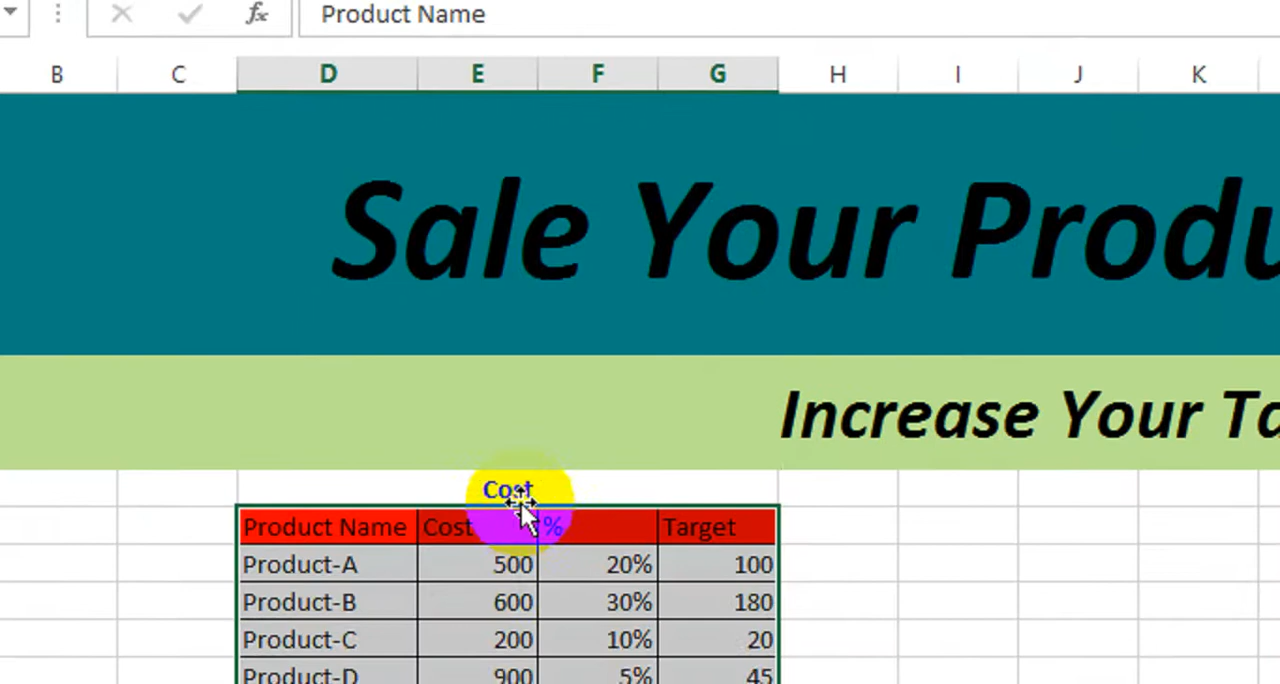 fx Product Name
B C D E F G H I J K
Sale Your Produ
Increase Your Ta
Cost
Product Name Cost % Target
Product-A 500 20% 100
Product-B 600 30% 180
Product-C 200 10% 20
Product-D 900 5% 45